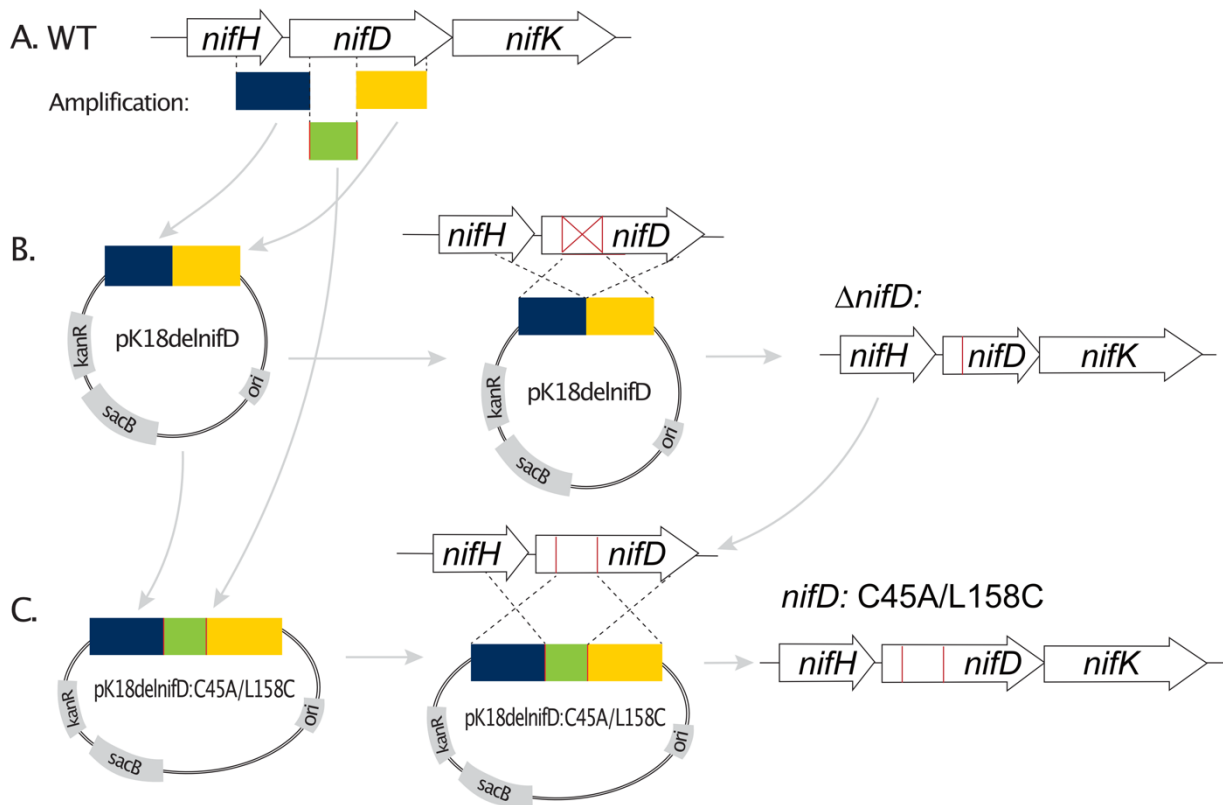 A. WT
nifH
nifD
nifK
Amplification:
B.
pK18delnifD
kanR
sacB
ori
nifH
nifD
pK18delnifD
kanR
sacB
ori
ΔnifD:
nifH
nifD
nifK
C.
pK18delnifD:C45A/L158C
kanR
sacB
ori
nifH
nifD
pK18delnifD:C45A/L158C
kanR
sacB
ori
nifD: C45A/L158C
nifH
nifD
nifK